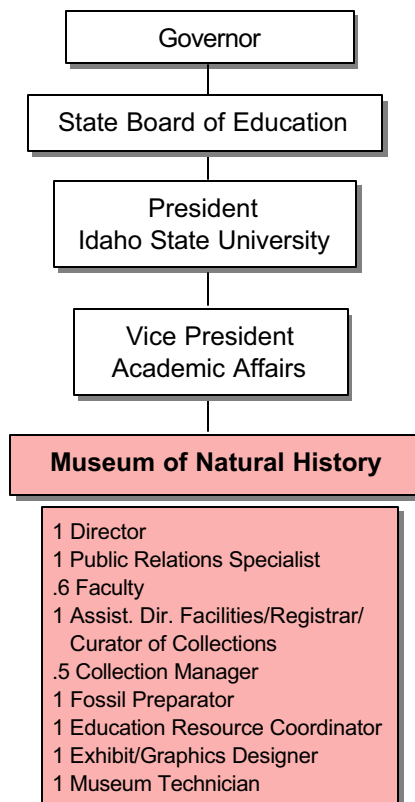 Governor
State Board of Education
President
Idaho State University
Vice President
Academic Affairs
Museum of Natural History
1 Director
1 Public Relations Specialist
.6 Faculty
1 Assist. Dir. Facilities/Registrar/
Curator of Collections
.5 Collection Manager
1 Fossil Preparator
1 Education Resource Coordinator
1 Exhibit/Graphics Designer
1 Museum Technician